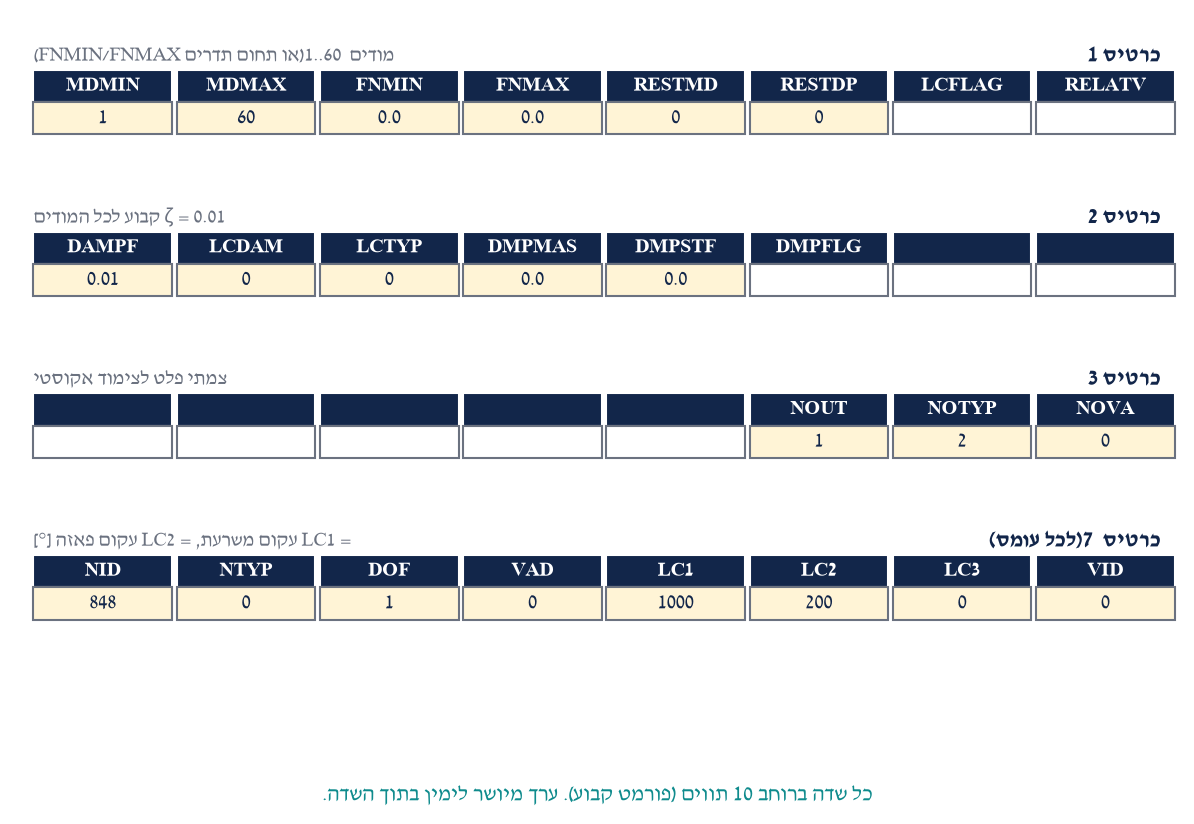 כרטיס 1
מודים 1..60 (או תחום תדרים FNMIN/FNMAX)
MDMIN MDMAX FNMIN FNMAX RESTMD RESTDP LCFLAG RELATV
1 60 0.0 0.0 0 0
כרטיס 2
ζ = 0.01 קבוע לכל המודים
DAMPF LCDAM LCTYP DMPMAS DMPSTF DMPFLG
0.01 0 0 0.0 0.0
כרטיס 3
צמתי פלט לצימוד אקוסטי
NOUT NOTYP NOVA
1 2 0
כרטיס 7 (לכל עומס)
LC1 = עקום משרעת, LC2 = עקום פאזה [°]
NID NTYP DOF VAD LC1 LC2 LC3 VID
848 0 1 0 1000 200 0 0
כל שדה ברוחב 10 תווים (פורמט קבוע). ערך מיושר לימין בתוך השדה.